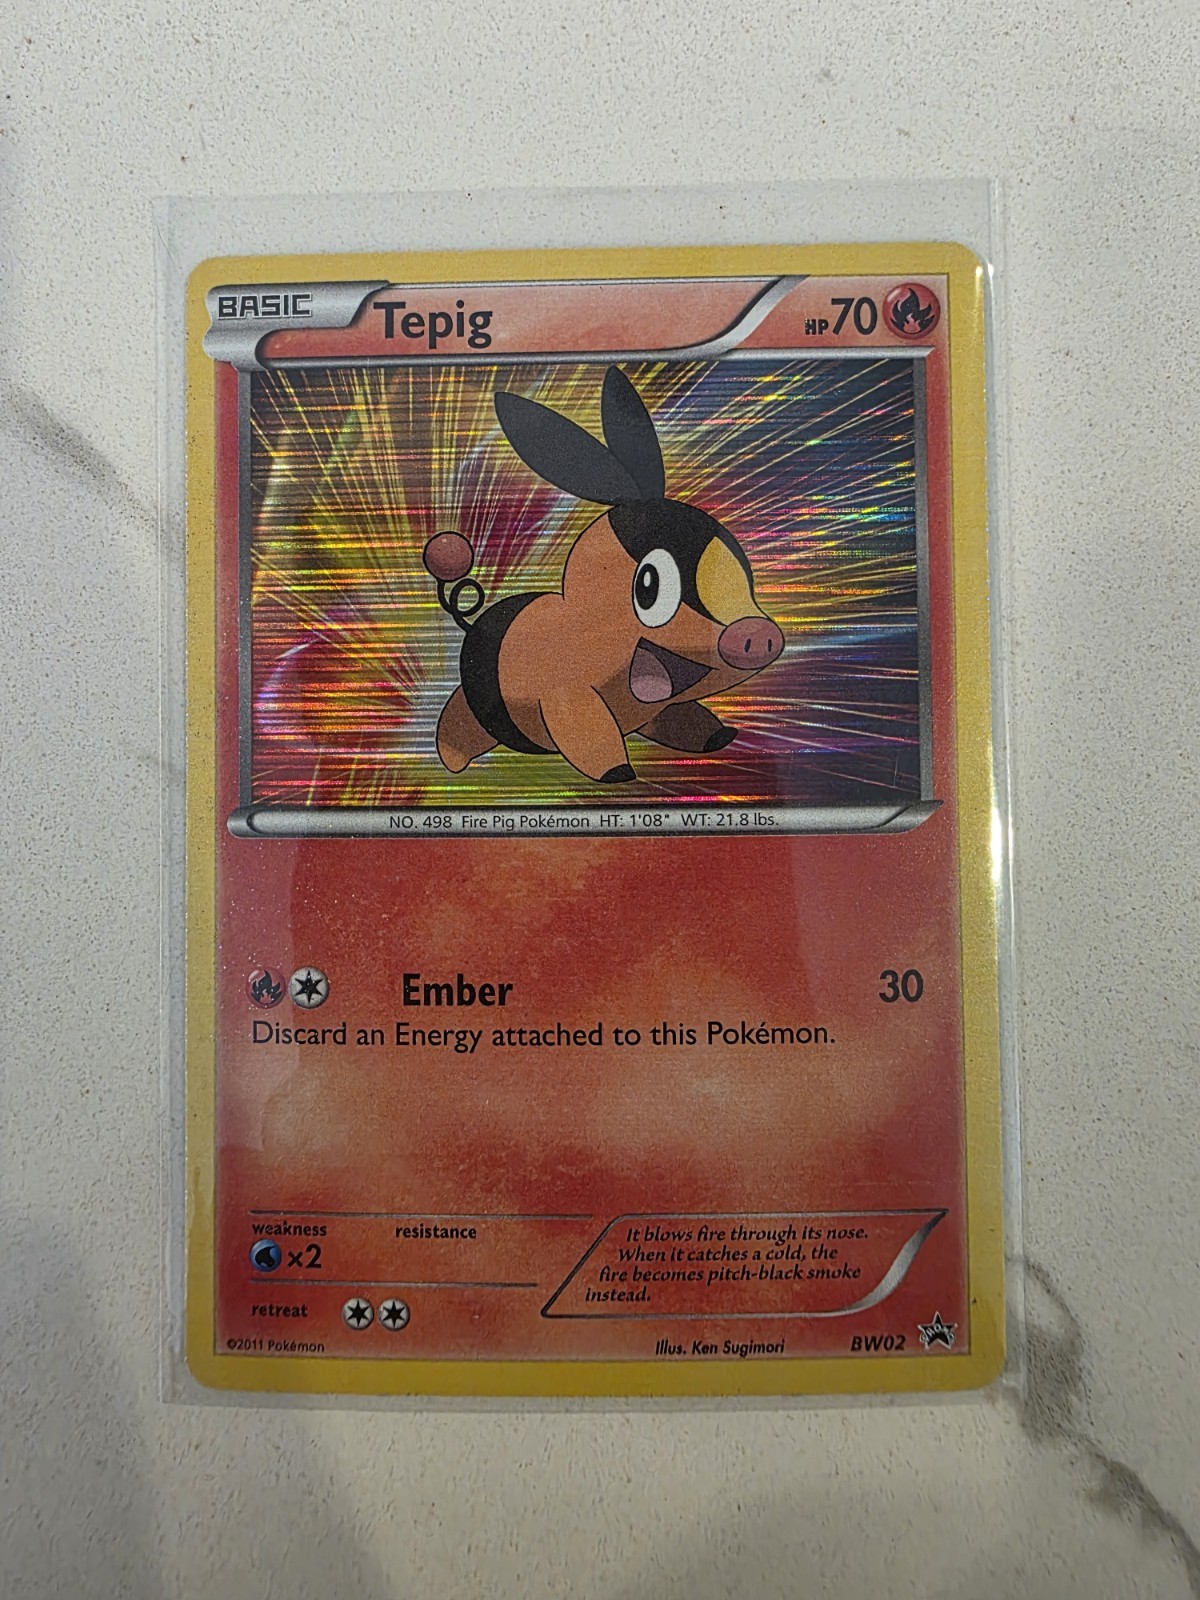 BASIC Tepig HP70
NO. 498 Fire Pig Pokémon HT: 1'08" WT: 21.8 lbs.
Ember 30
Discard an Energy attached to this Pokémon.
weakness resistance
×2
retreat
It blows fire through its nose.
When it catches a cold, the
fire becomes pitch-black smoke
instead.
©2011 Pokémon Illus. Ken Sugimori BW02 PROMO